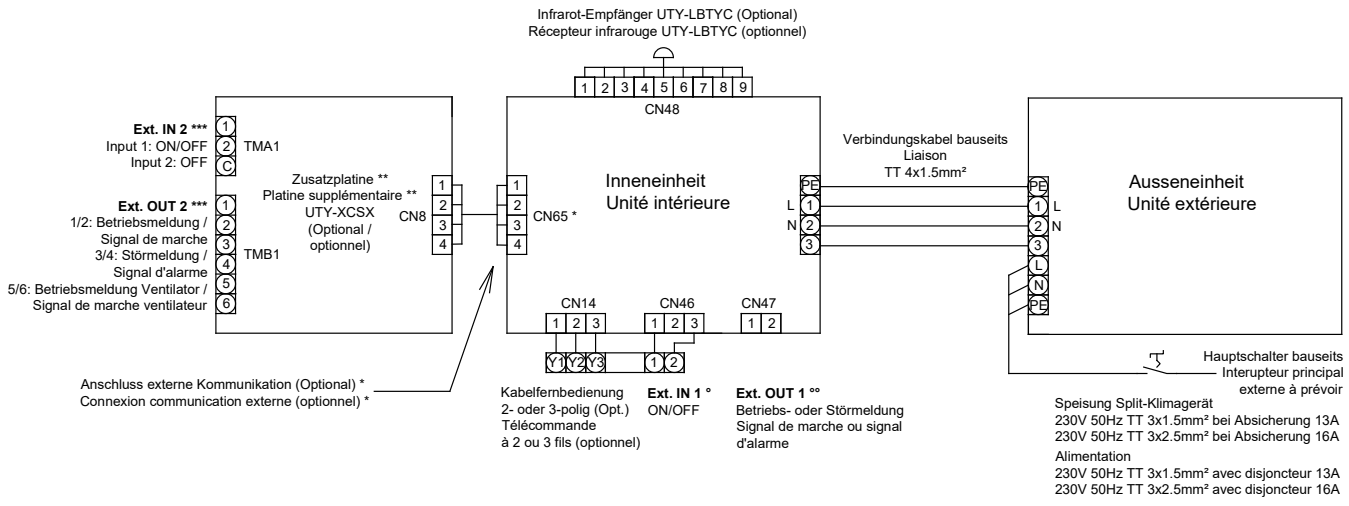 Infrarot-Empfänger UTY-LBTYC (Optional)
Récepteur infrarouge UTY-LBTYC (optionnel)
1 2 3 4 5 6 7 8 9
CN48
Ext. IN 2 ***
Input 1: ON/OFF
Input 2: OFF
1
2
C
TMA1
Ext. OUT 2 ***
1/2: Betriebsmeldung /
Signal de marche
3/4: Störmeldung /
Signal d'alarme
5/6: Betriebsmeldung Ventilator /
Signal de marche ventilateur
1
2
3
4
5
6
TMB1
Zusatzplatine **
Platine supplémentaire **
UTY-XCSX
(Optional /
optionnel)
CN8
1
2
3
4
1
2
3
4
CN65 *
Inneneinheit
Unité intérieure
PE
L 1
N 2
3
Verbindungskabel bauseits
Liaison
TT 4x1.5mm²
PE
1 L
2 N
3
L
N
PE
Ausseneinheit
Unité extérieure
CN14
1 2 3
CN46
1 2 3
CN47
1 2
Y1 Y2 Y3
1 2
Anschluss externe Kommunikation (Optional) *
Connexion communication externe (optionnel) *
Kabelfernbedienung
2- oder 3-polig (Opt.)
Télécommande
à 2 ou 3 fils (optionnel)
Ext. IN 1 °
ON/OFF
Ext. OUT 1 °°
Betriebs- oder Störmeldung
Signal de marche ou signal
d'alarme
Hauptschalter bauseits
Interupteur principal
externe à prévoir
Speisung Split-Klimagerät
230V 50Hz TT 3x1.5mm² bei Absicherung 13A
230V 50Hz TT 3x2.5mm² bei Absicherung 16A
Alimentation
230V 50Hz TT 3x1.5mm² avec disjoncteur 13A
230V 50Hz TT 3x2.5mm² avec disjoncteur 16A